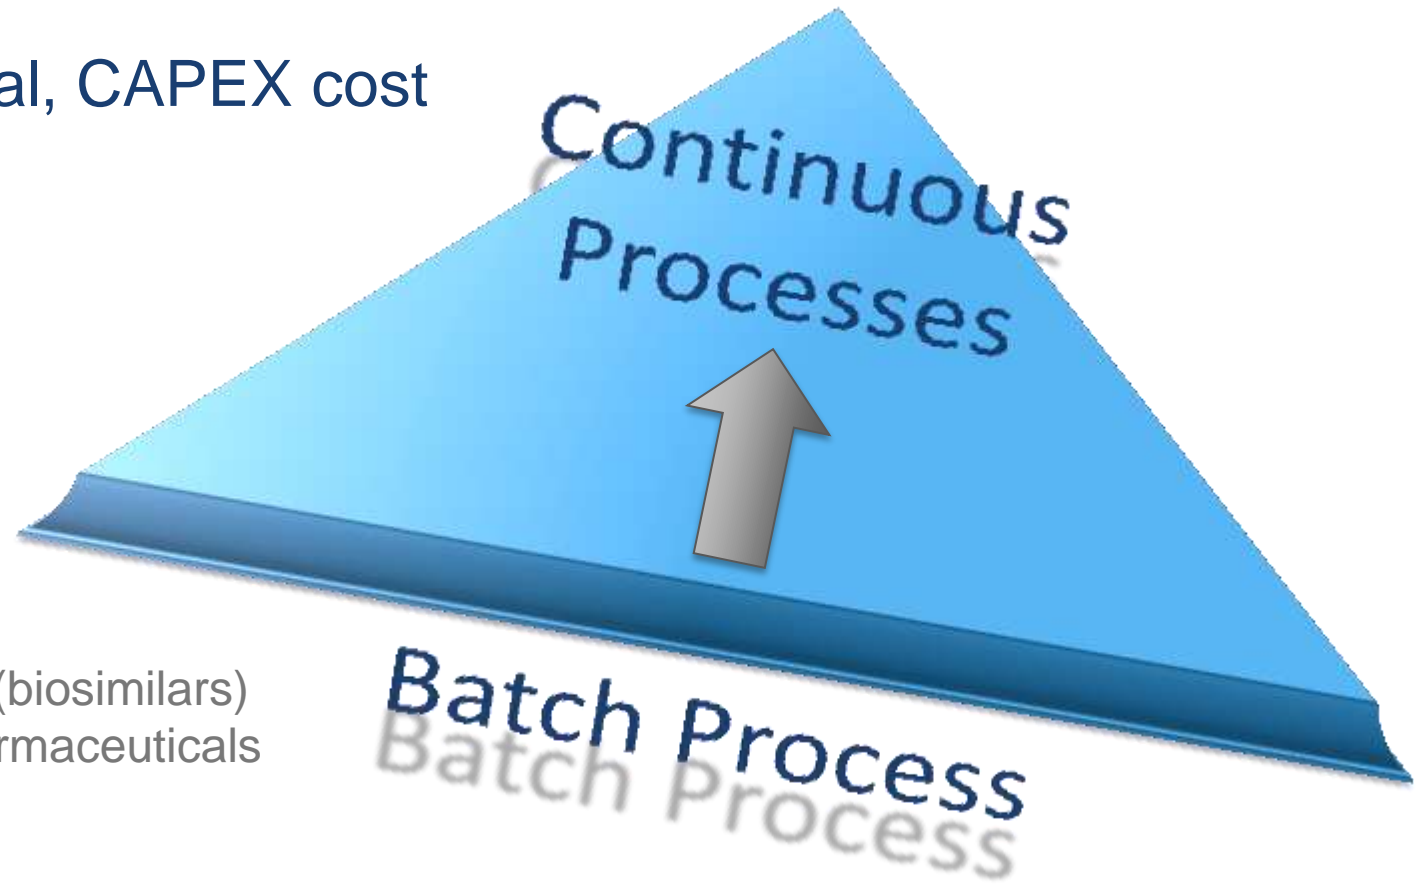 al, CAPEX cost
Continuous
Processes
(biosimilars)
rmaceuticals
Batch Process